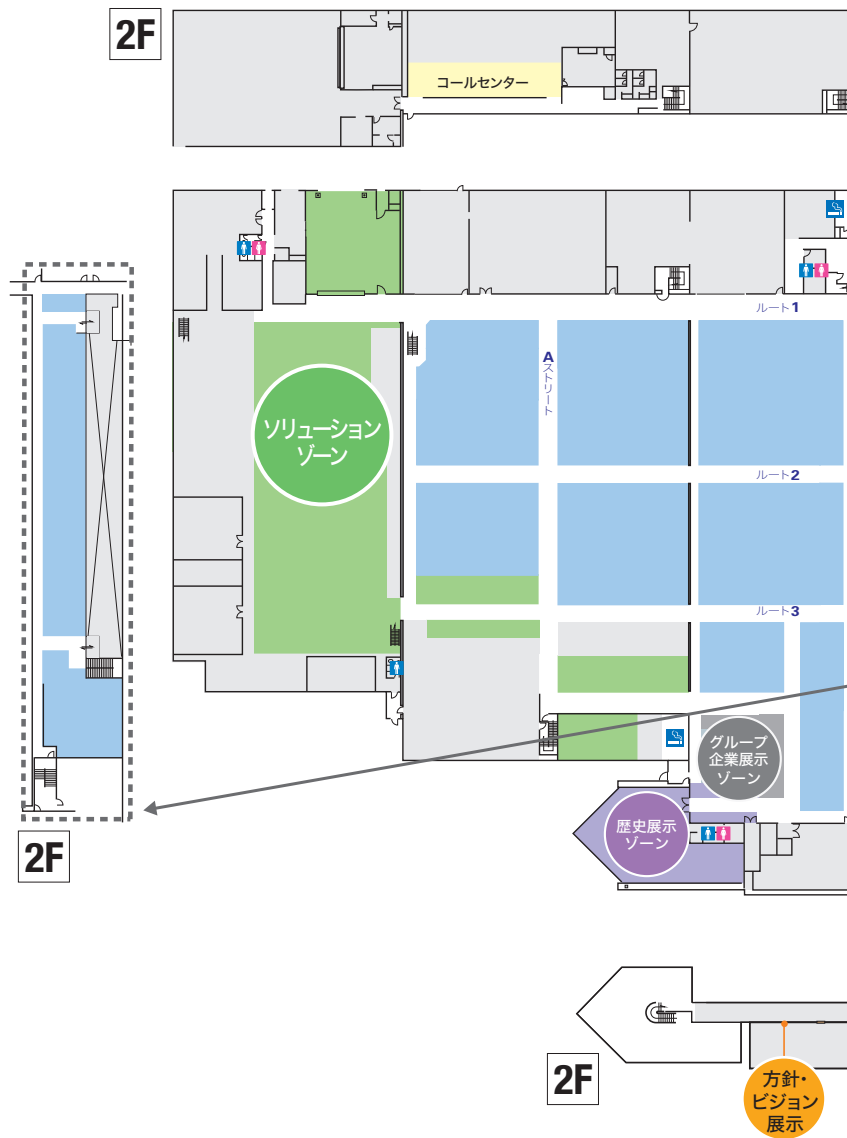 2F
コールセンター
ルート1
Aストリート
ソリューション
ゾーン
ルート2
ルート3
グループ
企業展示
ゾーン
歴史展示
ゾーン
2F
2F
方針・
ビジョン
展示